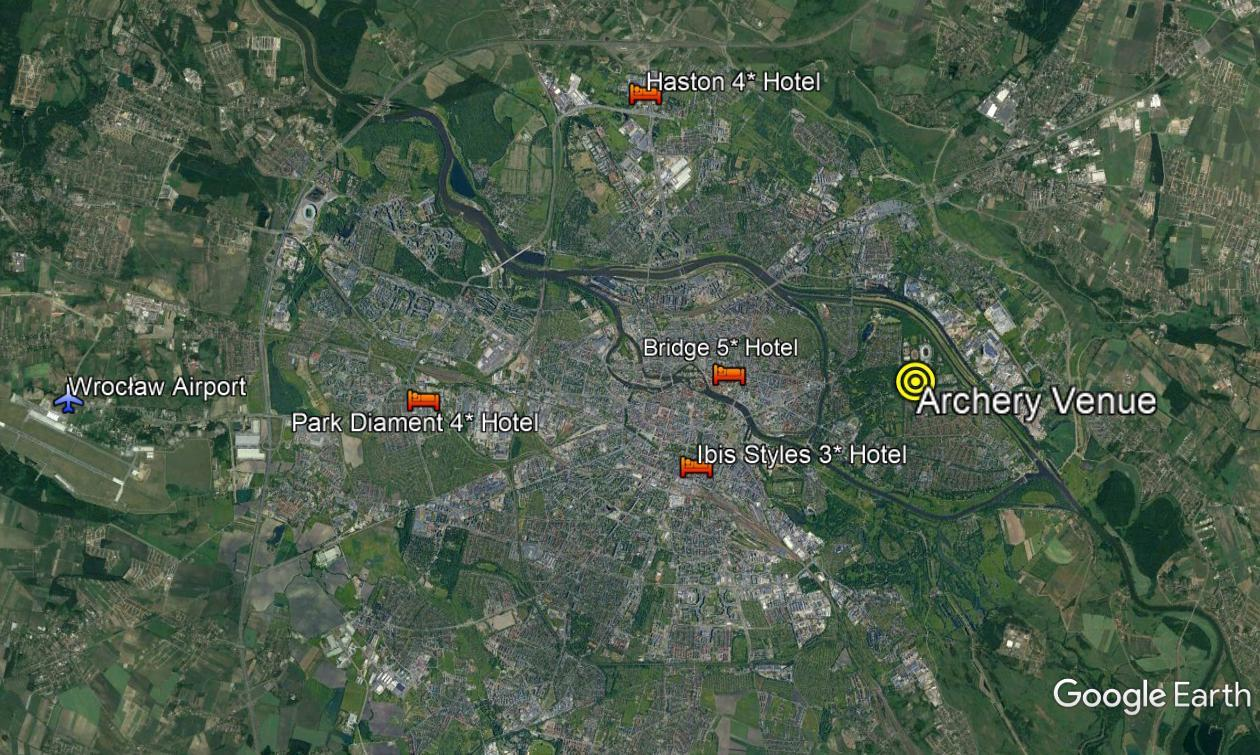 Haston 4* Hotel
Bridge 5* Hotel
Wrocław Airport
Archery Venue
Park Diament 4* Hotel
Ibis Styles 3* Hotel
Google Earth